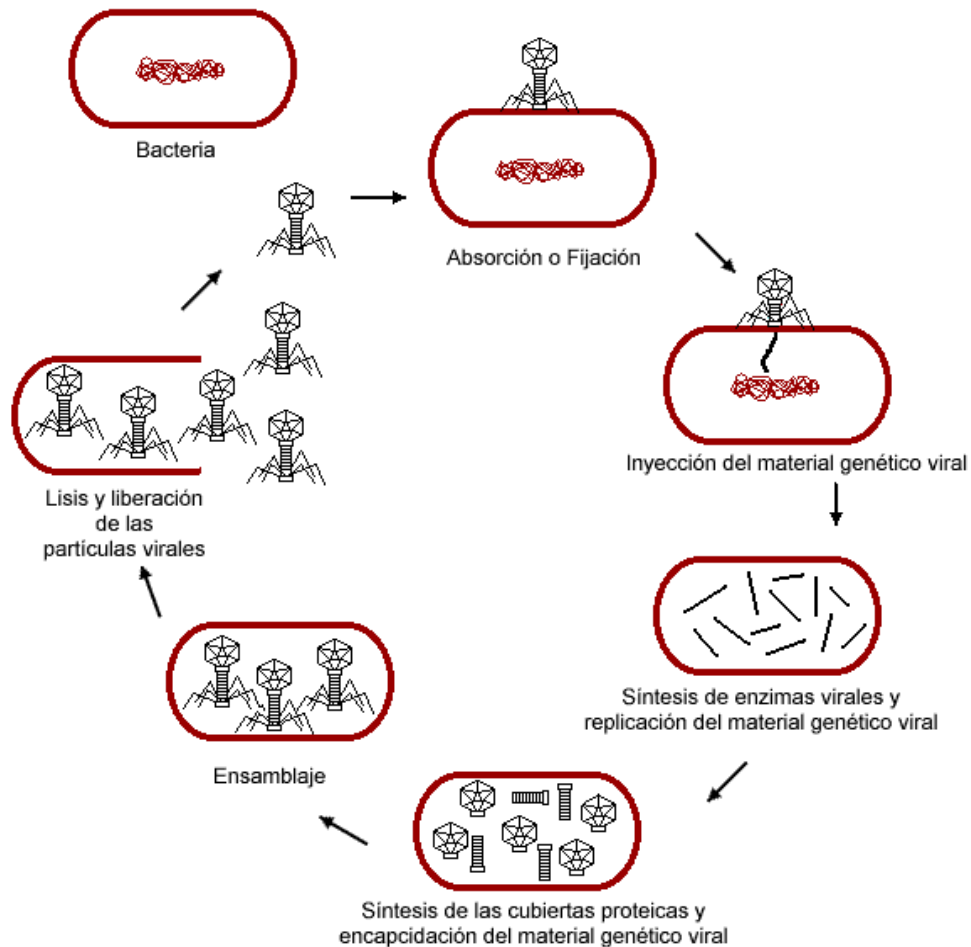 Bacteria
Absorción o Fijación
Inyección del material genético viral
Síntesis de enzimas virales y
replicación del material genético viral
Síntesis de las cubiertas proteicas y
encapcidación del material genético viral
Ensamblaje
Lisis y liberación
de las
partículas virales